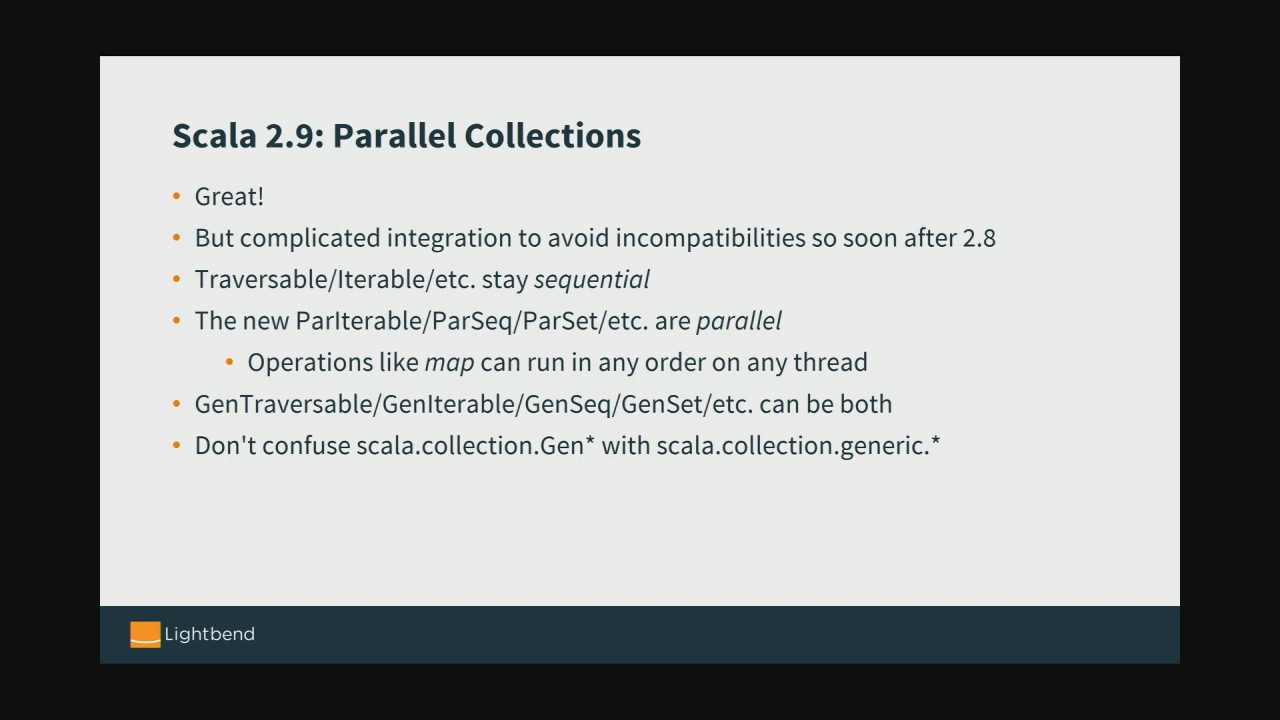 Scala 2.9: Parallel Collections
• Great!
• But complicated integration to avoid incompatibilities so soon after 2.8
• Traversable/Iterable/etc. stay sequential
• The new ParIterable/ParSeq/ParSet/etc. are parallel
• Operations like map can run in any order on any thread
• GenTraversable/GenIterable/GenSeq/GenSet/etc. can be both
• Don't confuse scala.collection.Gen* with scala.collection.generic.*
Lightbend